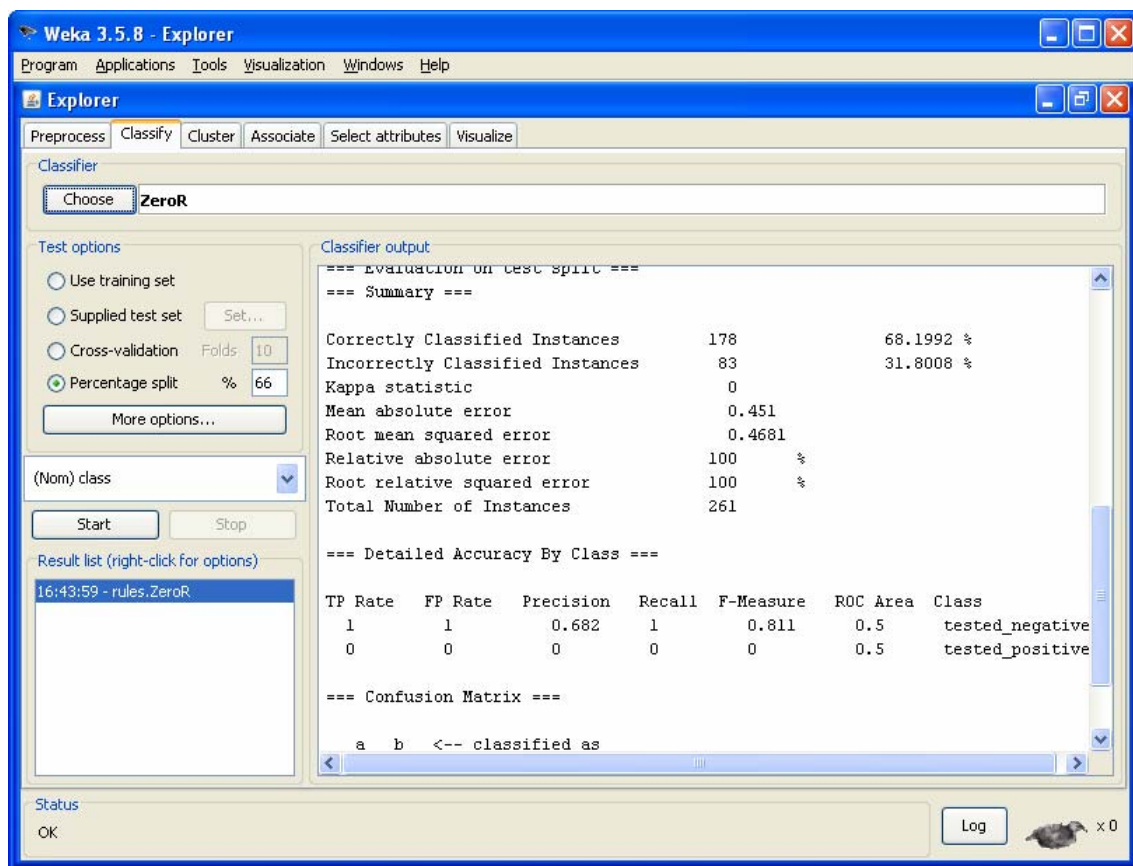 Weka 3.5.8 - Explorer
Program Applications Tools Visualization Windows Help
Explorer
Preprocess Classify Cluster Associate Select attributes Visualize
Classifier
Choose ZeroR
Test options
Use training set
Supplied test set Set...
Cross-validation Folds 10
Percentage split % 66
More options...
(Nom) class
Start Stop
Result list (right-click for options)
16:43:59 - rules.ZeroR
Classifier output
=== Evaluation on test split ===
=== Summary ===
Correctly Classified Instances 178 68.1992 %
Incorrectly Classified Instances 83 31.8008 %
Kappa statistic 0
Mean absolute error 0.451
Root mean squared error 0.4681
Relative absolute error 100 %
Root relative squared error 100 %
Total Number of Instances 261
=== Detailed Accuracy By Class ===
TP Rate FP Rate Precision Recall F-Measure ROC Area Class
1 1 0.682 1 0.811 0.5 tested_negative
0 0 0 0 0 0.5 tested_positive
=== Confusion Matrix ===
a b <-- classified as
Status
OK
Log x 0